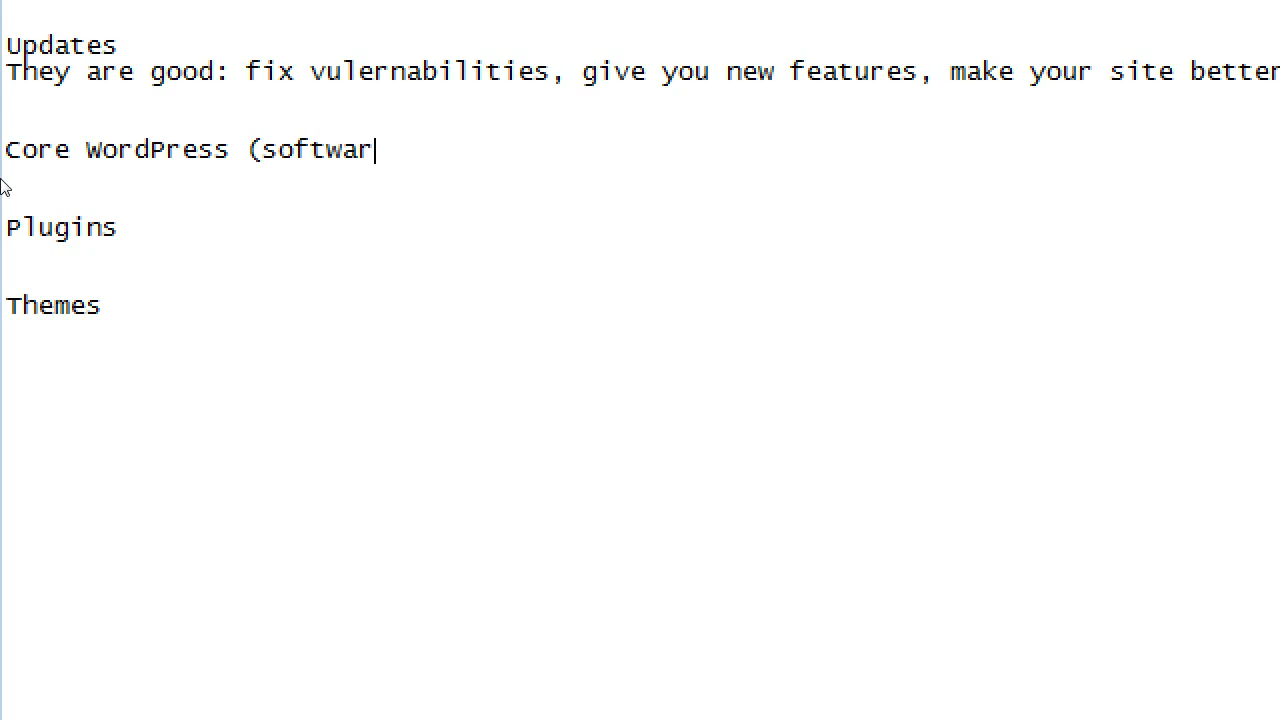 Updates
They are good: fix vulernabilities, give you new features, make your site better
Core WordPress (softwar
Plugins
Themes